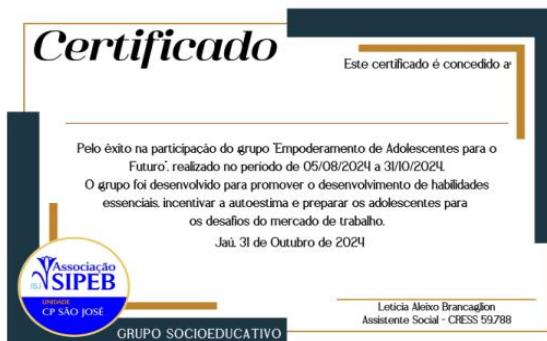 Certificado
Este certificado é concedido a:
Pelo êxito na participação do grupo "Empoderamento de Adolescentes para o
Futuro", realizado no período de 05/08/2024 a 31/10/2024.
O grupo foi desenvolvido para promover o desenvolvimento de habilidades
essenciais, incentivar a autoestima e preparar os adolescentes para
os desafios do mercado de trabalho.
Jaú, 31 de Outubro de 2024
Associação
ISJ SIPEB
UNIDADE
CP SÃO JOSÉ
Leticia Aleixo Brancaglion
Assistente Social - CRESS 59.788
GRUPO SOCIOEDUCATIVO